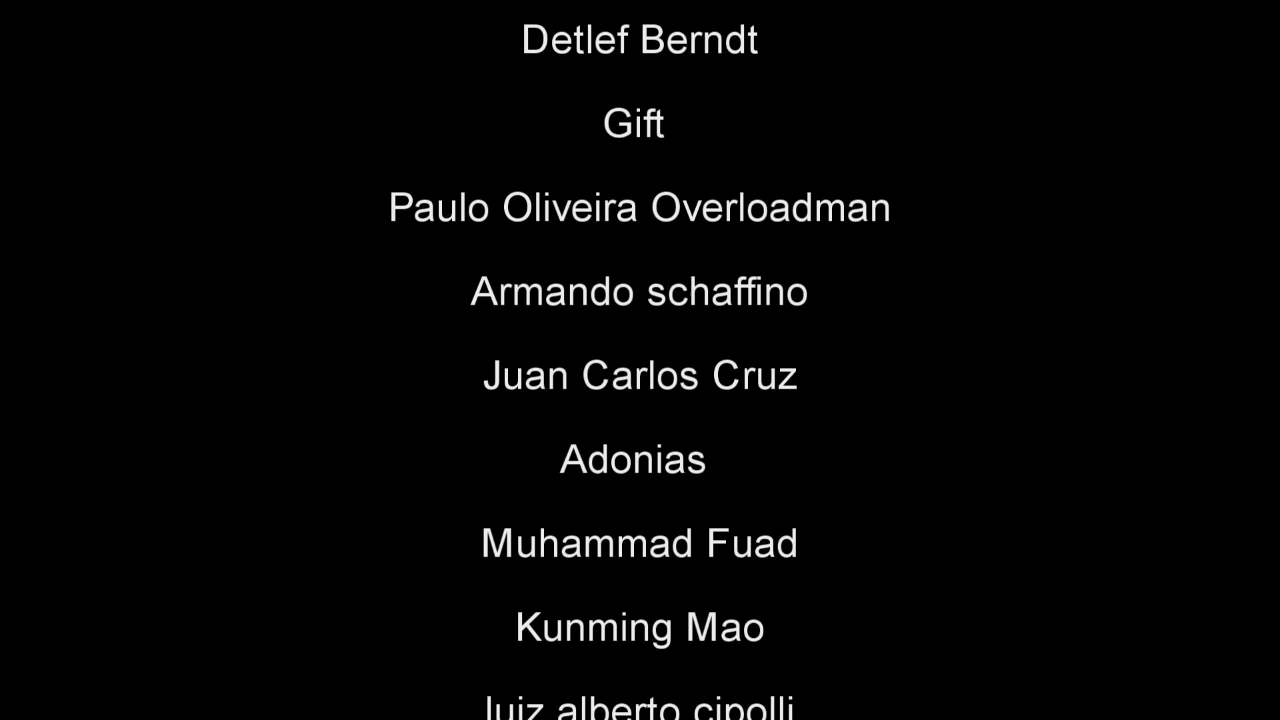 Detlef Berndt
Gift
Paulo Oliveira Overloadman
Armando schaffino
Juan Carlos Cruz
Adonias
Muhammad Fuad
Kunming Mao
luiz alberto cipolli